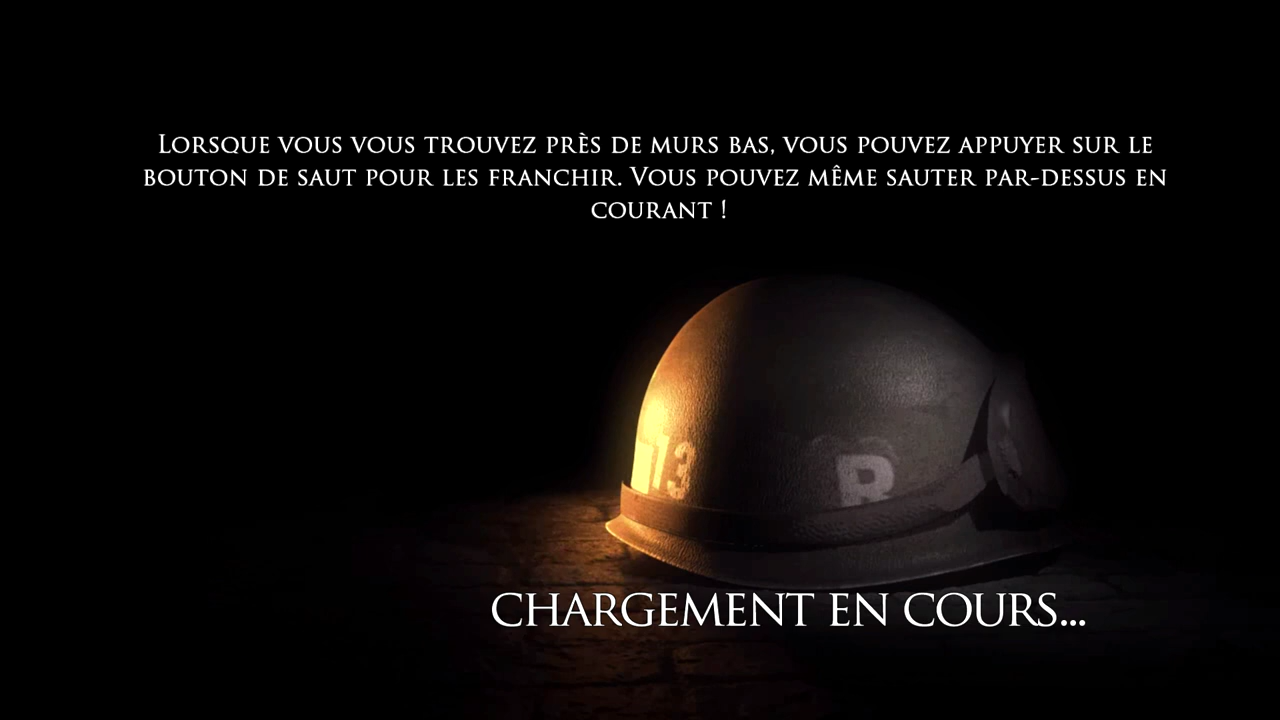 Lorsque vous vous trouvez près de murs bas, vous pouvez appuyer sur le
bouton de saut pour les franchir. Vous pouvez même sauter par-dessus en
courant !
13
R
CHARGEMENT EN COURS...